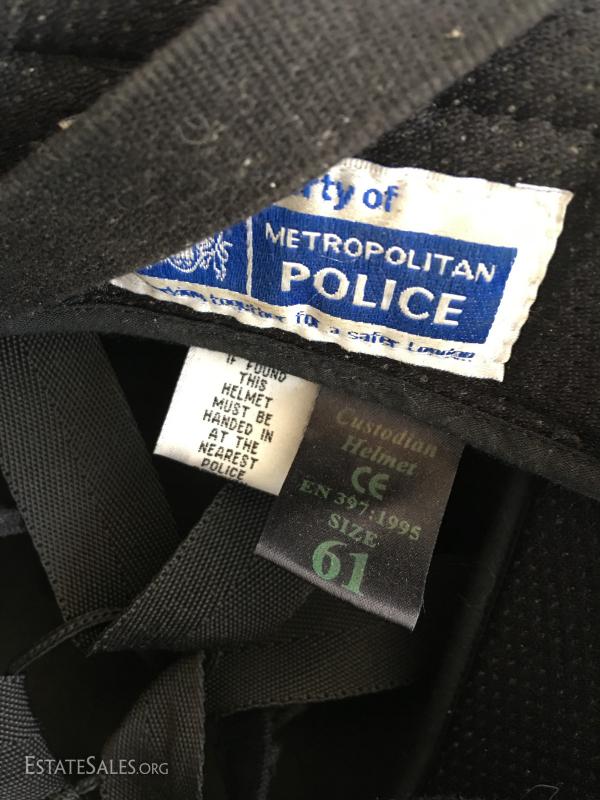 rty of
METROPOLITAN
POLICE
together for a safer London
IF FOUND
THIS
HELMET
MUST BE
HANDED IN
AT THE
NEAREST
POLICE
Custodian
Helmet
CE
EN 397:1995
SIZE
61
ESTATESALES.ORG